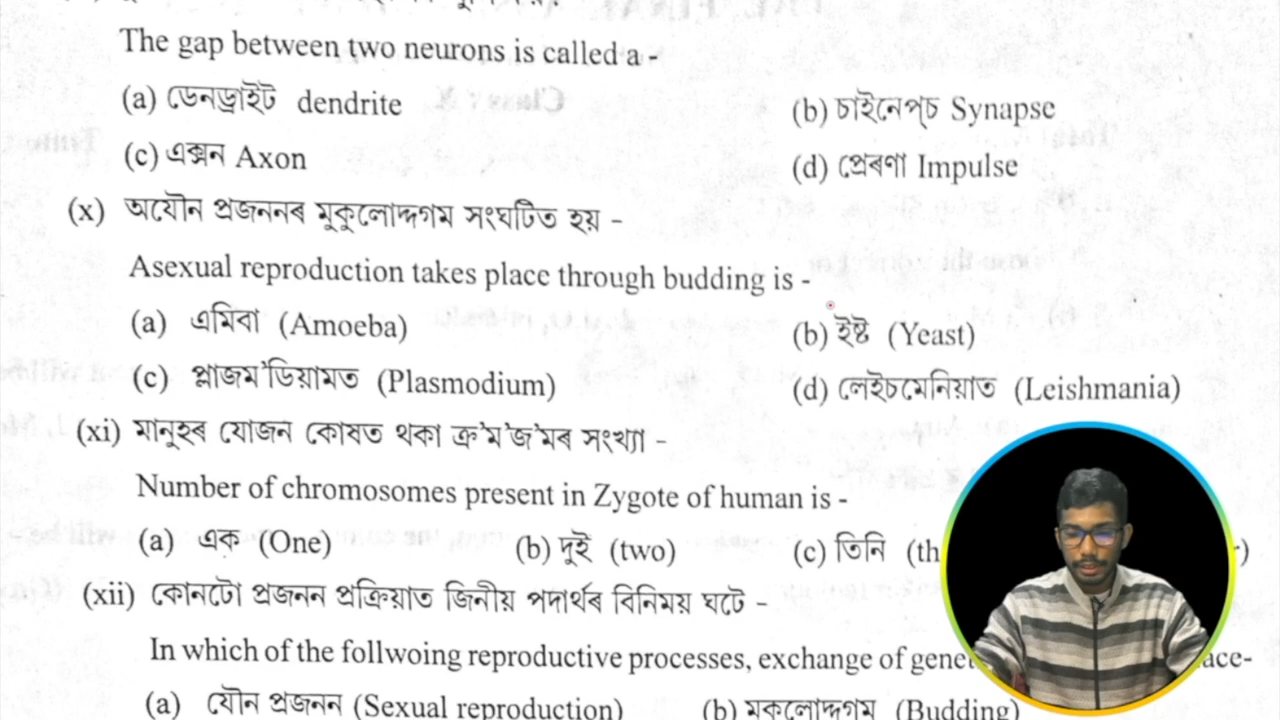 The gap between two neurons is called a -
(a) ডেনড্ৰাইট dendrite (b) চাইনেপ্চ Synapse
(c) এক্সন Axon (d) প্ৰেৰণা Impulse
(x) অযৌন প্ৰজননৰ মুকুলোদ্গম সংঘটিত হয় -
Asexual reproduction takes place through budding is -
(a) এমিবা (Amoeba) (b) ইষ্ট (Yeast)
(c) প্লাজম'ডিয়ামত (Plasmodium) (d) লেইচমেনিয়াত (Leishmania)
(xi) মানুহৰ যোজন কোষত থকা ক্ৰ'ম'জ'মৰ সংখ্যা -
Number of chromosomes present in Zygote of human is -
(a) এক (One) (b) দুই (two) (c) তিনি
(xii) কোনটো প্ৰজনন প্ৰক্ৰিয়াত জিনীয় পদাৰ্থৰ বিনিময় ঘটে -
In which of the follwoing reproductive processes, exchange of
(a) যৌন প্ৰজনন (Sexual reproduction) (b) মুকুলোদ্গম (Budding)